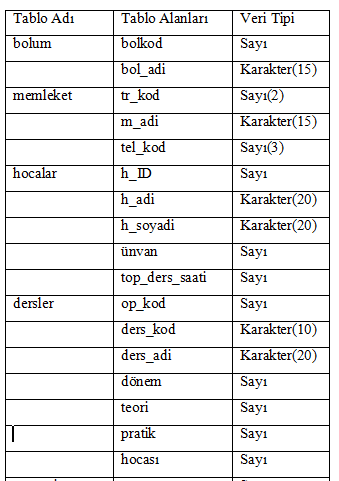 Tablo Adı Tablo Alanları Veri Tipi
bolum bolkod Sayı
bol_adi Karakter(15)
memleket tr_kod Sayı(2)
m_adi Karakter(15)
tel_kod Sayı(3)
hocalar h_ID Sayı
h_adi Karakter(20)
h_soyadi Karakter(20)
ünvan Sayı
top_ders_saati Sayı
dersler op_kod Sayı
ders_kod Karakter(10)
ders_adi Karakter(20)
dönem Sayı
teori Sayı
pratik Sayı
hocası Sayı